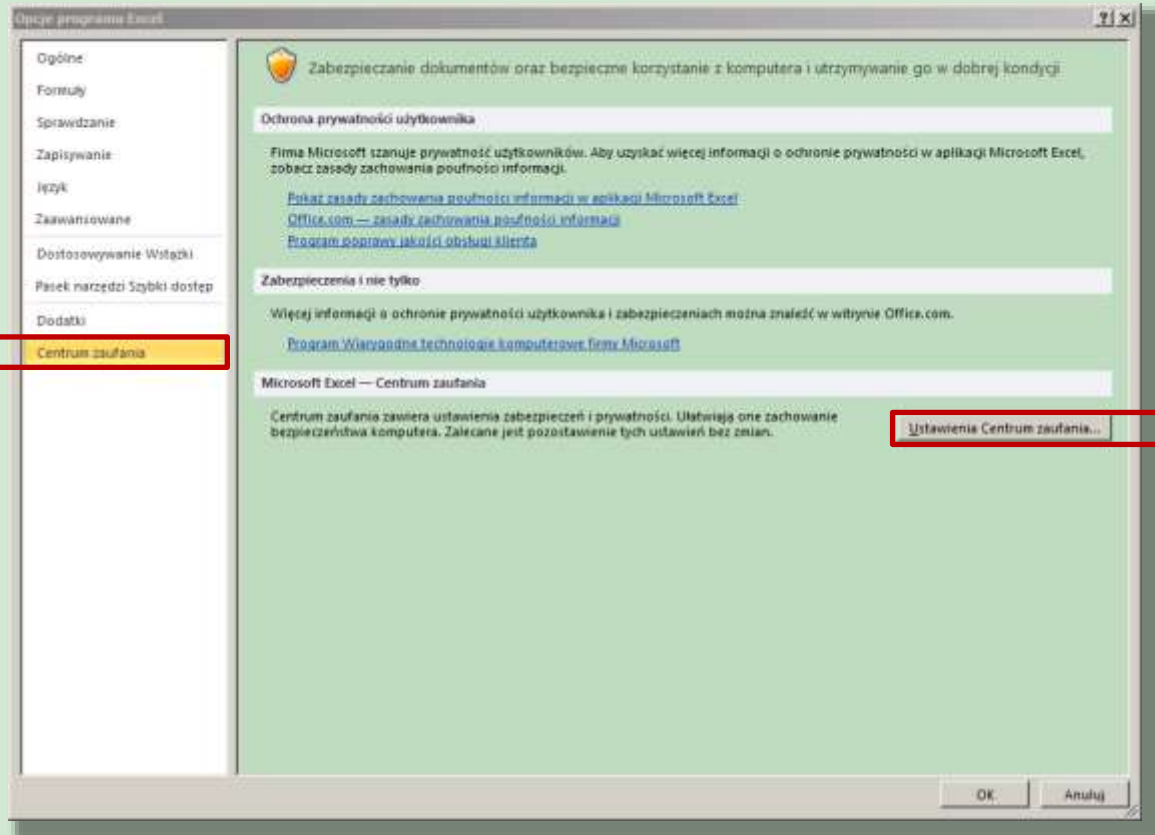 Opcje programu Excel
Ogólne
Formuły
Sprawdzanie
Zapisywanie
Język
Zaawansowane
Dostosowywanie Wstążki
Pasek narzędzi Szybki dostęp
Dodatki
Centrum zaufania
Zabezpieczanie dokumentów oraz bezpieczne korzystanie z komputera i utrzymywanie go w dobrej kondycji
Ochrona prywatności użytkownika
Firma Microsoft szanuje prywatność użytkowników. Aby uzyskać więcej informacji o ochronie prywatności w aplikacji Microsoft Excel,
zobacz zasady zachowania poufności informacji.
Pokaż zasady zachowania poufności informacji w aplikacji Microsoft Excel
Office.com — zasady zachowania poufności informacji
Program poprawy jakości obsługi klienta
Zabezpieczenia i nie tylko
Więcej informacji o ochronie prywatności użytkownika i zabezpieczeniach można znaleźć w witrynie Office.com.
Program Wiarygodne technologie komputerowe firmy Microsoft
Microsoft Excel — Centrum zaufania
Centrum zaufania zawiera ustawienia zabezpieczeń i prywatności. Ułatwiają one zachowanie
bezpieczeństwa komputera. Zalecane jest pozostawienie tych ustawień bez zmian.
Ustawienia Centrum zaufania...
OK
Anuluj